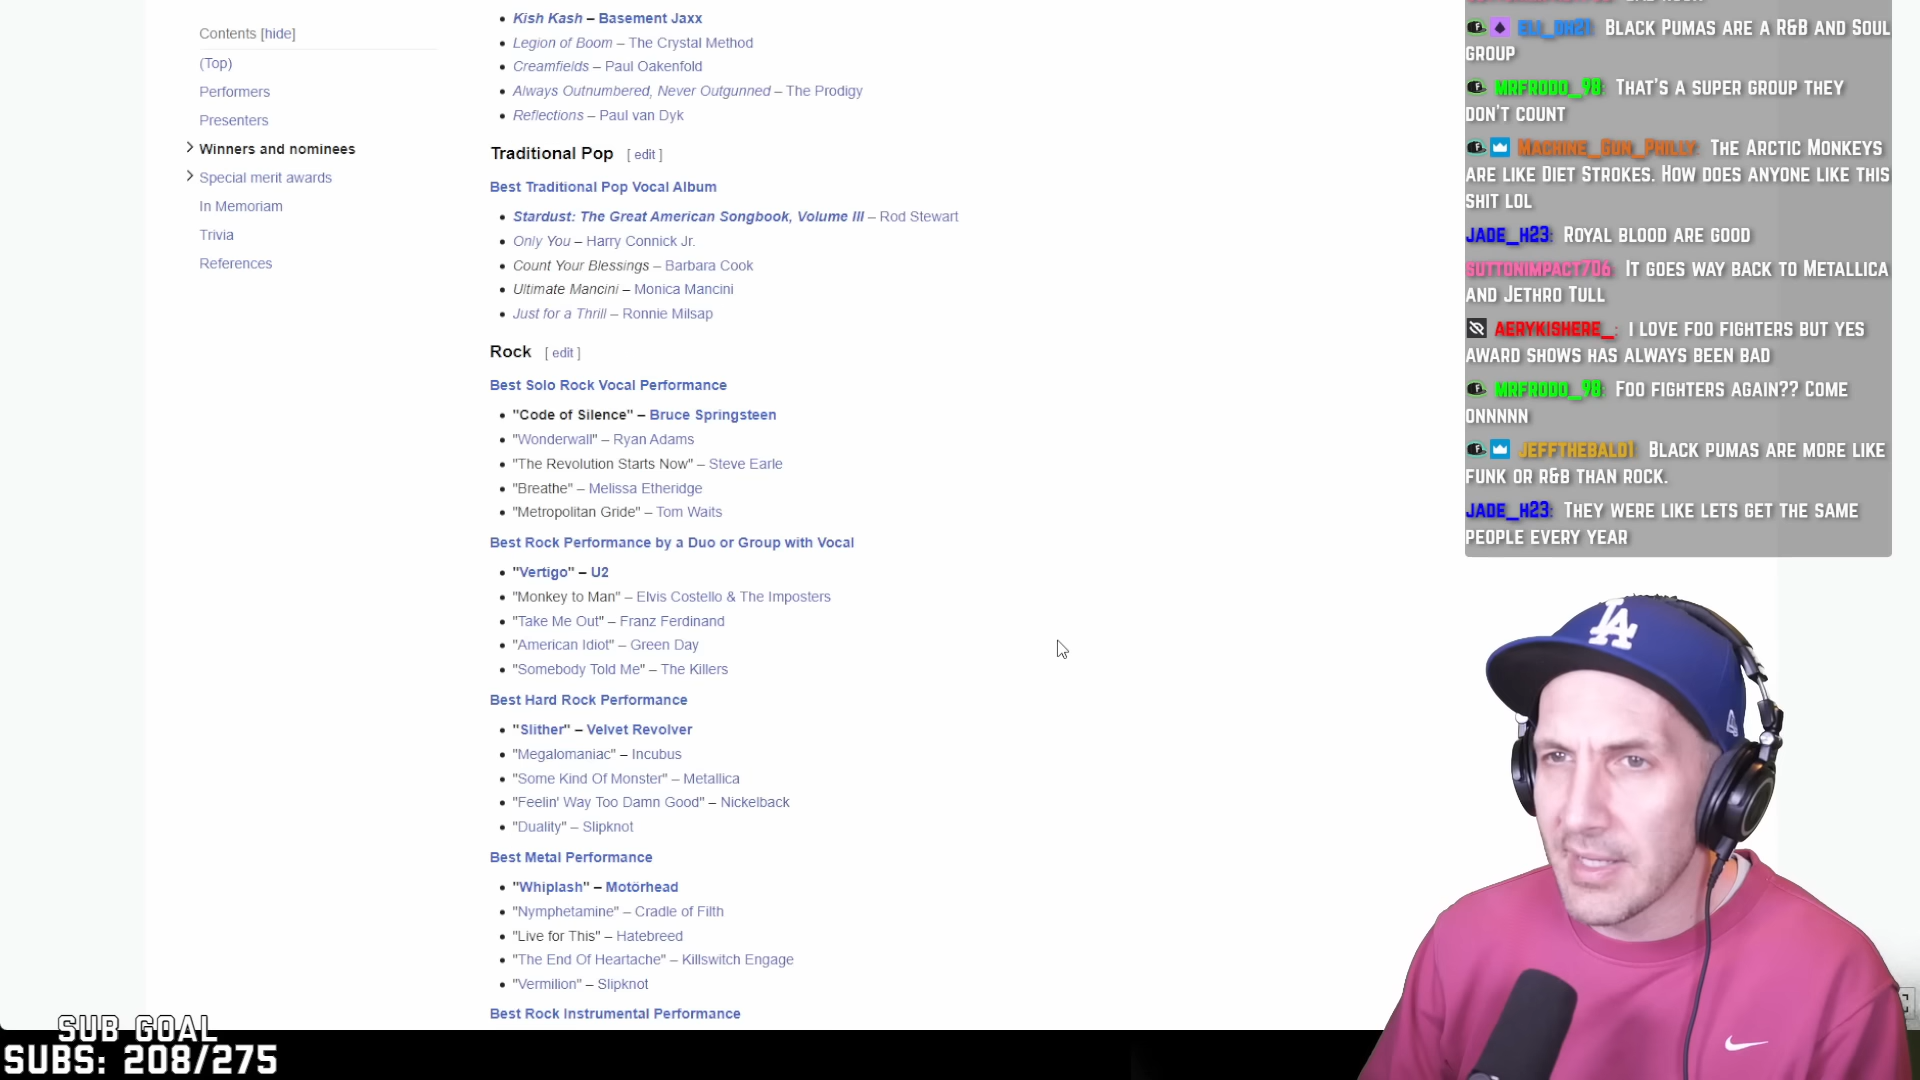 Contents [hide]
(Top)
Performers
Presenters
Winners and nominees
Special merit awards
In Memoriam
Trivia
References
Kish Kash – Basement Jaxx
Legion of Boom – The Crystal Method
Creamfields – Paul Oakenfold
Always Outnumbered, Never Outgunned – The Prodigy
Reflections – Paul van Dyk
Traditional Pop [ edit ]
Best Traditional Pop Vocal Album
Stardust: The Great American Songbook, Volume III – Rod Stewart
Only You – Harry Connick Jr.
Count Your Blessings – Barbara Cook
Ultimate Mancini – Monica Mancini
Just for a Thrill – Ronnie Milsap
Rock [ edit ]
Best Solo Rock Vocal Performance
"Code of Silence" – Bruce Springsteen
"Wonderwall" – Ryan Adams
"The Revolution Starts Now" – Steve Earle
"Breathe" – Melissa Etheridge
"Metropolitan Gride" – Tom Waits
Best Rock Performance by a Duo or Group with Vocal
"Vertigo" – U2
"Monkey to Man" – Elvis Costello & The Imposters
"Take Me Out" – Franz Ferdinand
"American Idiot" – Green Day
"Somebody Told Me" – The Killers
Best Hard Rock Performance
"Slither" – Velvet Revolver
"Megalomaniac" – Incubus
"Some Kind Of Monster" – Metallica
"Feelin' Way Too Damn Good" – Nickelback
"Duality" – Slipknot
Best Metal Performance
"Whiplash" – Motörhead
"Nymphetamine" – Cradle of Filth
"Live for This" – Hatebreed
"The End Of Heartache" – Killswitch Engage
"Vermilion" – Slipknot
Best Rock Instrumental Performance
ELI_DH21 BLACK PUMAS ARE A R&B AND SOUL
GROUP
MRFRODO_98: THAT'S A SUPER GROUP THEY
DON'T COUNT
MACHINE_GUN_PHILLY: THE ARCTIC MONKEYS
ARE LIKE DIET STROKES. HOW DOES ANYONE LIKE THIS
SHIT LOL
JADE_H23: ROYAL BLOOD ARE GOOD
SUTTONIMPACT706: IT GOES WAY BACK TO METALLICA
AND JETHRO TULL
AERYKISHERE_: I LOVE FOO FIGHTERS BUT YES
AWARD SHOWS HAS ALWAYS BEEN BAD
MRFRODO_98: FOO FIGHTERS AGAIN?? COME
ONNNNN
JEFFTHEBALD1 BLACK PUMAS ARE MORE LIKE
FUNK OR R&B THAN ROCK.
JADE_H23: THEY WERE LIKE LETS GET THE SAME
PEOPLE EVERY YEAR
LA
SUB GOAL
SUBS: 208/275